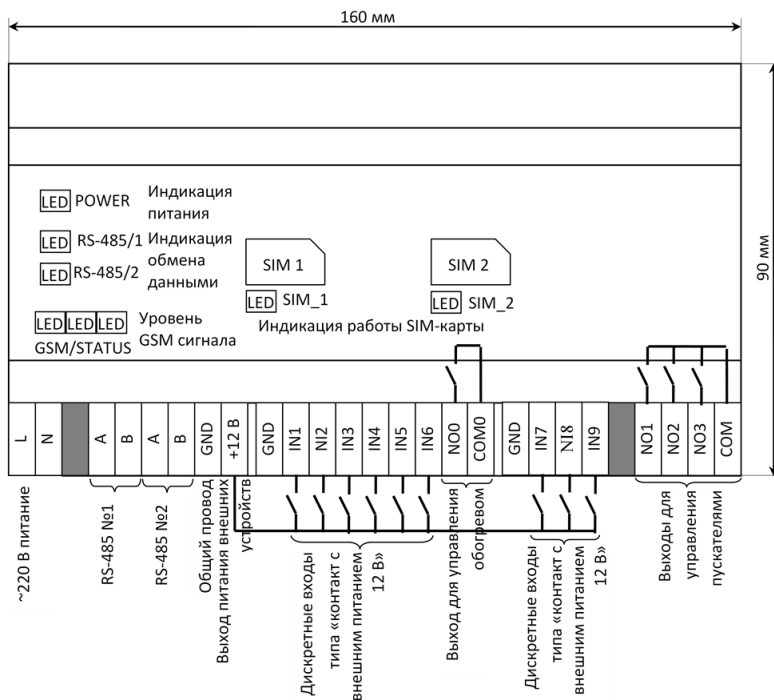 160 мм
90 мм
LED POWER
Индикация
питания
LED RS-485/1
LED RS-485/2
Индикация
обмена
данными
LED LED LED
GSM/STATUS
Уровень
GSM сигнала
SIM 1
LED SIM_1
SIM 2
LED SIM_2
Индикация работы SIM-карты
L
N
A
B
A
B
GND
+12 В
GND
IN1
NI2
IN3
IN4
IN5
IN6
NO0
COM0
GND
IN7
NI8
IN9
NO1
NO2
NO3
COM
~220 В питание
RS-485 №1
RS-485 №2
Общий провод
Выход питания внешних
устройств
Дискретные входы
типа «контакт с
внешним питанием
12 В»
Выход для управления
обогревом
Дискретные входы
типа «контакт с
внешним питанием
12 В»
Выходы для
управления
пускателями